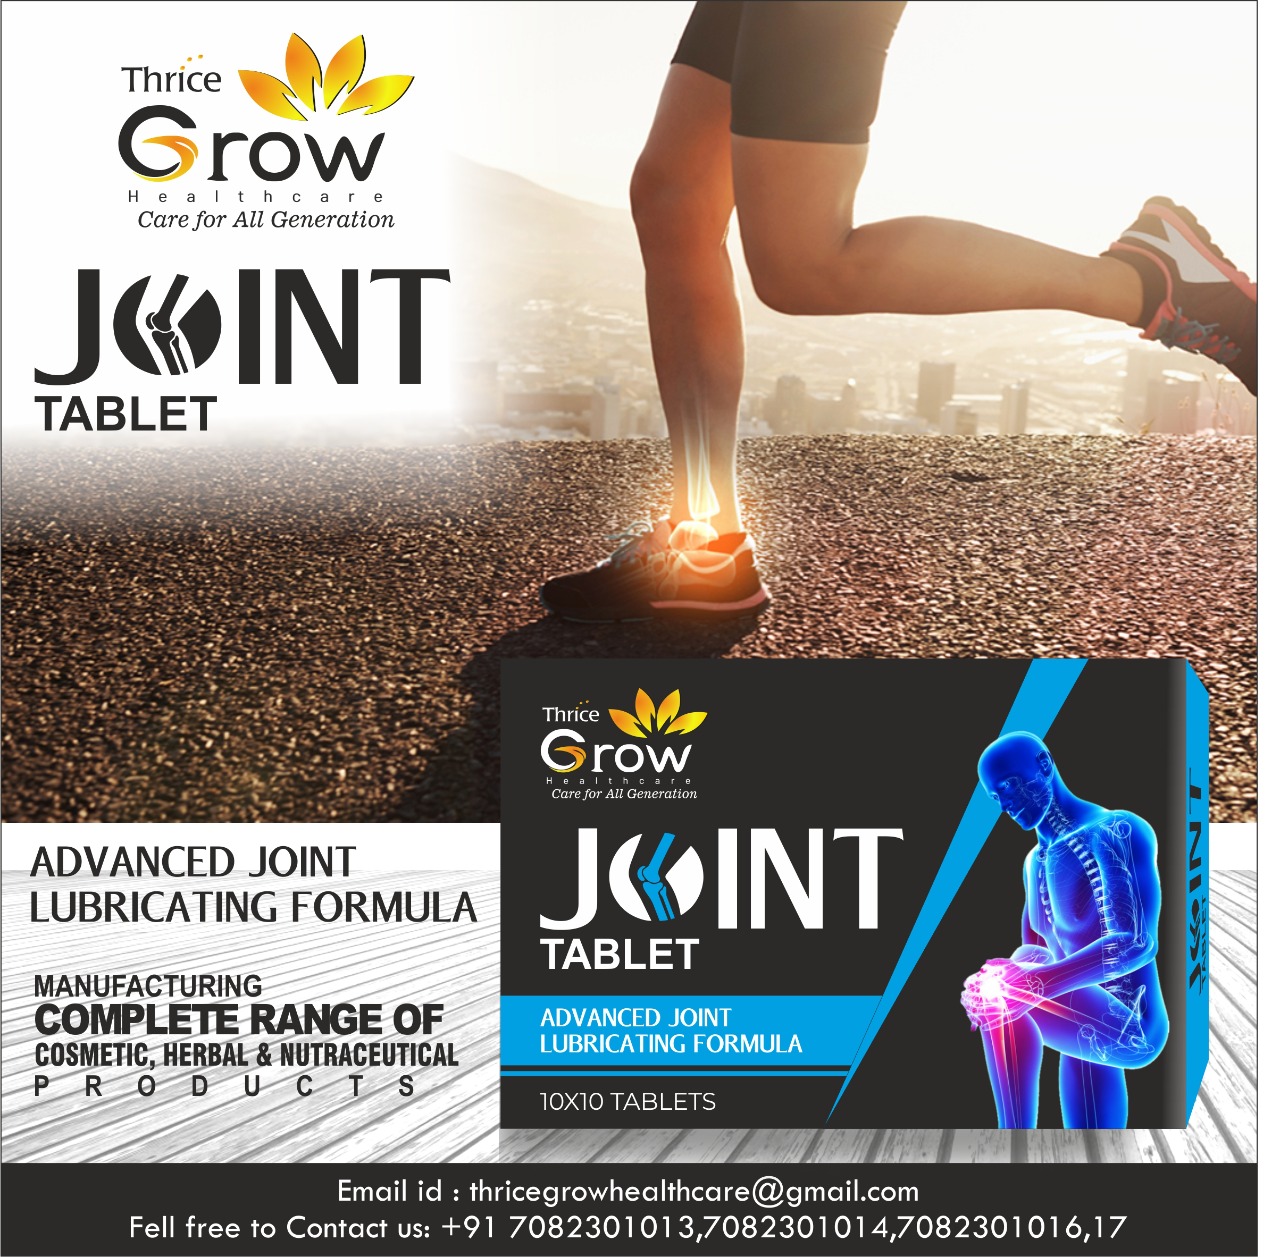 Thrice
Grow
Healthcare
Care for All Generation
JOINT
TABLET
ADVANCED JOINT
LUBRICATING FORMULA
MANUFACTURING
COMPLETE RANGE OF
COSMETIC, HERBAL & NUTRACEUTICAL
PRODUCTS
Thrice
Grow
Healthcare
Care for All Generation
JOINT
TABLET
ADVANCED JOINT
LUBRICATING FORMULA
10X10 TABLETS
JOINT
TABLET
Email id : thricegrowhealthcare@gmail.com
Fell free to Contact us: +91 7082301013,7082301014,7082301016,17